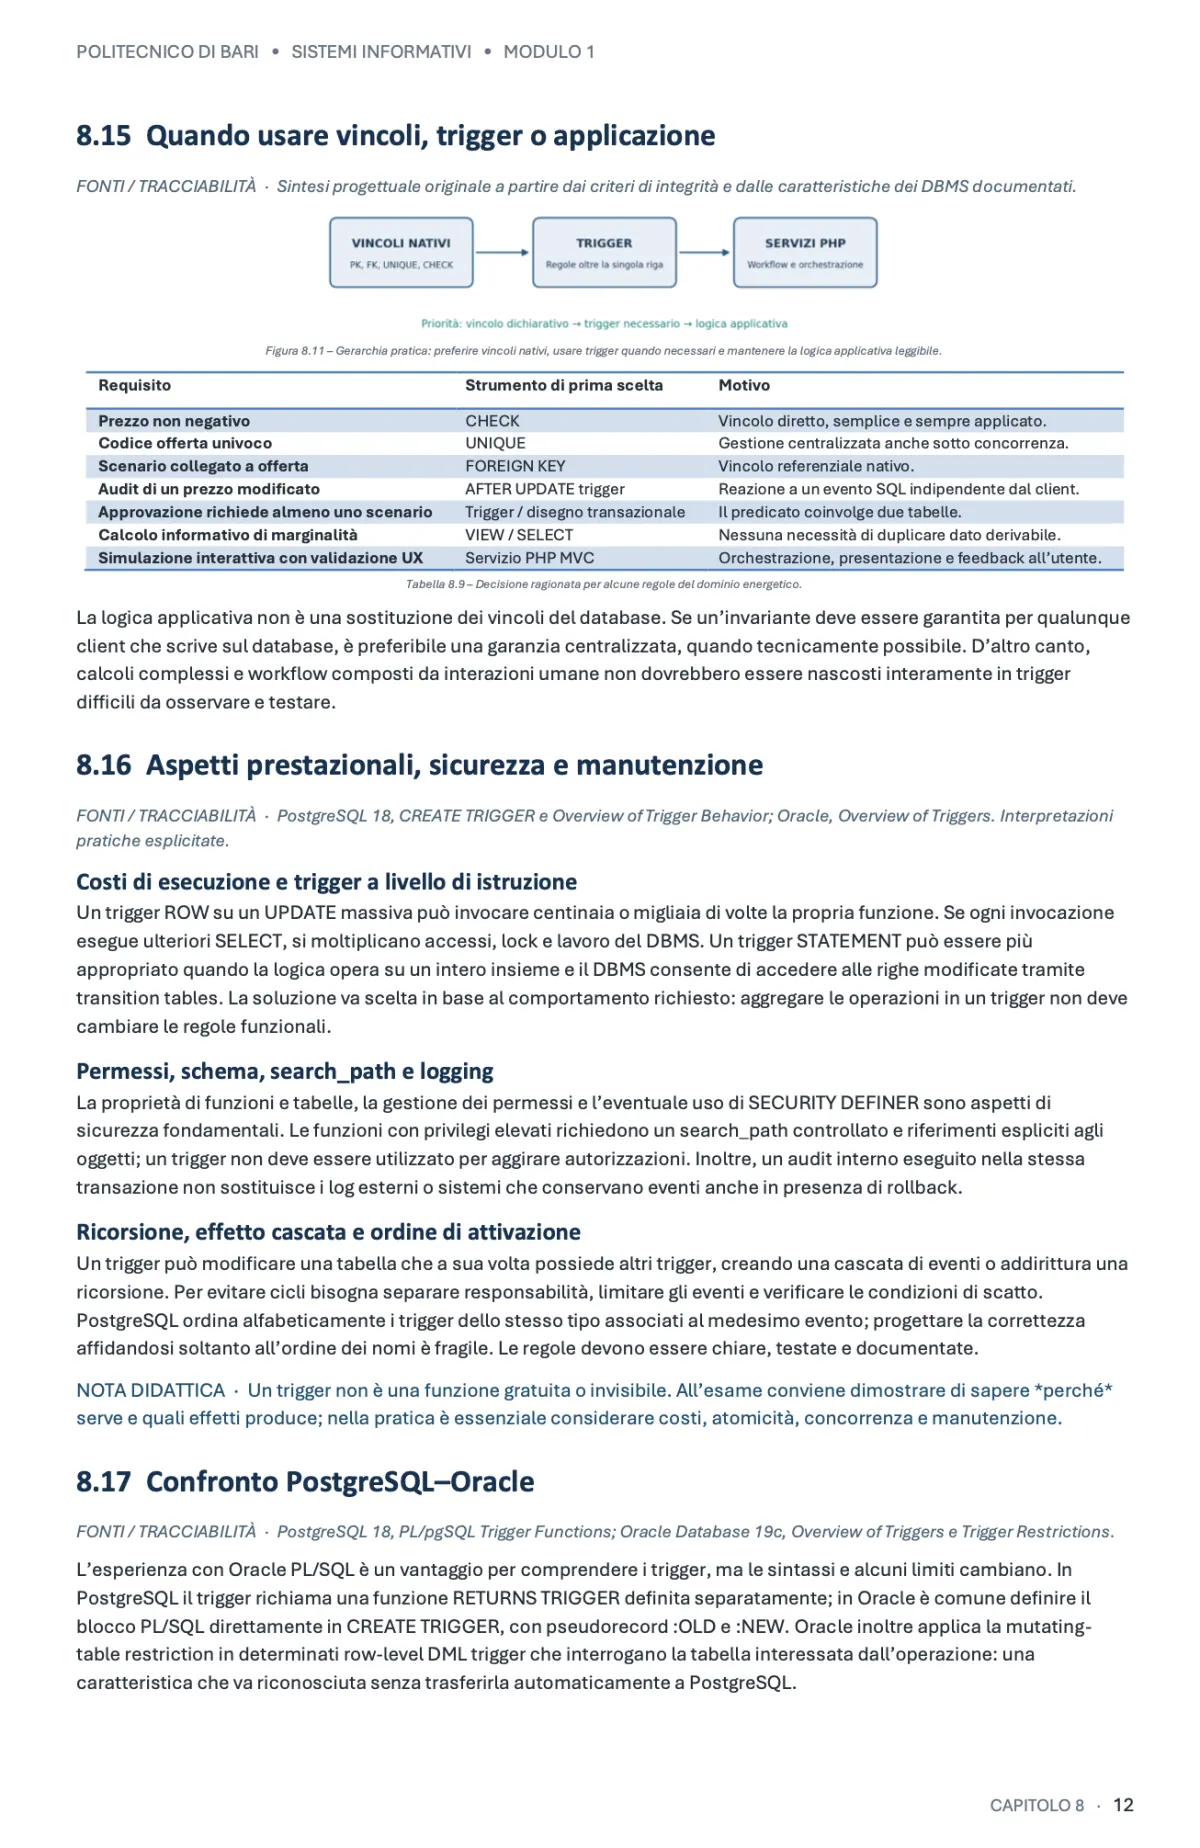 POLITECNICO DI BARI • SISTEMI INFORMATIVI • MODULO 1
8.15 Quando usare vincoli, trigger o applicazione
FONTI / TRACCIABILITÀ · Sintesi progettuale originale a partire dai criteri di integrità e dalle caratteristiche dei DBMS documentati.
VINCOLI NATIVI
PK, FK, UNIQUE, CHECK
TRIGGER
Regole oltre la singola riga
SERVIZI PHP
Workflow e orchestrazione
Priorità: vincolo dichiarativo → trigger necessario → logica applicativa
Figura 8.11 – Gerarchia pratica: preferire vincoli nativi, usare trigger quando necessari e mantenere la logica applicativa leggibile.
Requisito Strumento di prima scelta Motivo
Prezzo non negativo CHECK Vincolo diretto, semplice e sempre applicato.
Codice offerta univoco UNIQUE Gestione centralizzata anche sotto concorrenza.
Scenario collegato a offerta FOREIGN KEY Vincolo referenziale nativo.
Audit di un prezzo modificato AFTER UPDATE trigger Reazione a un evento SQL indipendente dal client.
Approvazione richiede almeno uno scenario Trigger / disegno transazionale Il predicato coinvolge due tabelle.
Calcolo informativo di marginalità VIEW / SELECT Nessuna necessità di duplicare dato derivabile.
Simulazione interattiva con validazione UX Servizio PHP MVC Orchestrazione, presentazione e feedback all’utente.
Tabella 8.9 – Decisione ragionata per alcune regole del dominio energetico.
La logica applicativa non è una sostituzione dei vincoli del database. Se un’invariante deve essere garantita per qualunque
client che scrive sul database, è preferibile una garanzia centralizzata, quando tecnicamente possibile. D’altro canto,
calcoli complessi e workflow composti da interazioni umane non dovrebbero essere nascosti interamente in trigger
difficili da osservare e testare.
8.16 Aspetti prestazionali, sicurezza e manutenzione
FONTI / TRACCIABILITÀ · PostgreSQL 18, CREATE TRIGGER e Overview of Trigger Behavior; Oracle, Overview of Triggers. Interpretazioni
pratiche esplicitate.
Costi di esecuzione e trigger a livello di istruzione
Un trigger ROW su un UPDATE massiva può invocare centinaia o migliaia di volte la propria funzione. Se ogni invocazione
esegue ulteriori SELECT, si moltiplicano accessi, lock e lavoro del DBMS. Un trigger STATEMENT può essere più
appropriato quando la logica opera su un intero insieme e il DBMS consente di accedere alle righe modificate tramite
transition tables. La soluzione va scelta in base al comportamento richiesto: aggregare le operazioni in un trigger non deve
cambiare le regole funzionali.
Permessi, schema, search_path e logging
La proprietà di funzioni e tabelle, la gestione dei permessi e l’eventuale uso di SECURITY DEFINER sono aspetti di
sicurezza fondamentali. Le funzioni con privilegi elevati richiedono un search_path controllato e riferimenti espliciti agli
oggetti; un trigger non deve essere utilizzato per aggirare autorizzazioni. Inoltre, un audit interno eseguito nella stessa
transazione non sostituisce i log esterni o sistemi che conservano eventi anche in presenza di rollback.
Ricorsione, effetto cascata e ordine di attivazione
Un trigger può modificare una tabella che a sua volta possiede altri trigger, creando una cascata di eventi o addirittura una
ricorsione. Per evitare cicli bisogna separare responsabilità, limitare gli eventi e verificare le condizioni di scatto.
PostgreSQL ordina alfabeticamente i trigger dello stesso tipo associati al medesimo evento; progettare la correttezza
affidandosi soltanto all’ordine dei nomi è fragile. Le regole devono essere chiare, testate e documentate.
NOTA DIDATTICA · Un trigger non è una funzione gratuita o invisibile. All’esame conviene dimostrare di sapere *perché*
serve e quali effetti produce; nella pratica è essenziale considerare costi, atomicità, concorrenza e manutenzione.
8.17 Confronto PostgreSQL–Oracle
FONTI / TRACCIABILITÀ · PostgreSQL 18, PL/pgSQL Trigger Functions; Oracle Database 19c, Overview of Triggers e Trigger Restrictions.
L’esperienza con Oracle PL/SQL è un vantaggio per comprendere i trigger, ma le sintassi e alcuni limiti cambiano. In
PostgreSQL il trigger richiama una funzione RETURNS TRIGGER definita separatamente; in Oracle è comune definire il
blocco PL/SQL direttamente in CREATE TRIGGER, con pseudorecord :OLD e :NEW. Oracle inoltre applica la mutating-
table restriction in determinati row-level DML trigger che interrogano la tabella interessata dall’operazione: una
caratteristica che va riconosciuta senza trasferirla automaticamente a PostgreSQL.
CAPITOLO 8 · 12